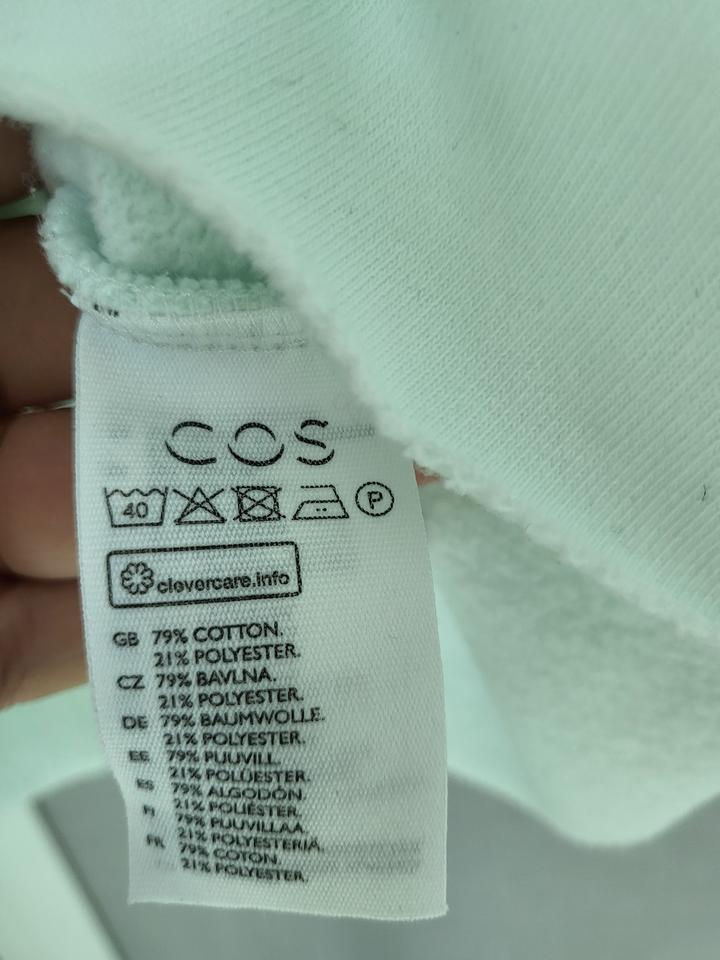 COS
40 P
clevercare.info
GB 79% COTTON.
21% POLYESTER.
CZ 79% BAVLNA.
21% POLYESTER.
DE 79% BAUMWOLLE.
21% POLYESTER.
EE 79% PUUVILL.
21% POLÜESTER.
ES 79% ALGODÓN.
21% POLIÉSTER.
FI 79% PUUVILLAA.
21% POLYESTERIA.
FR 79% COTON.
21% POLYESTER.